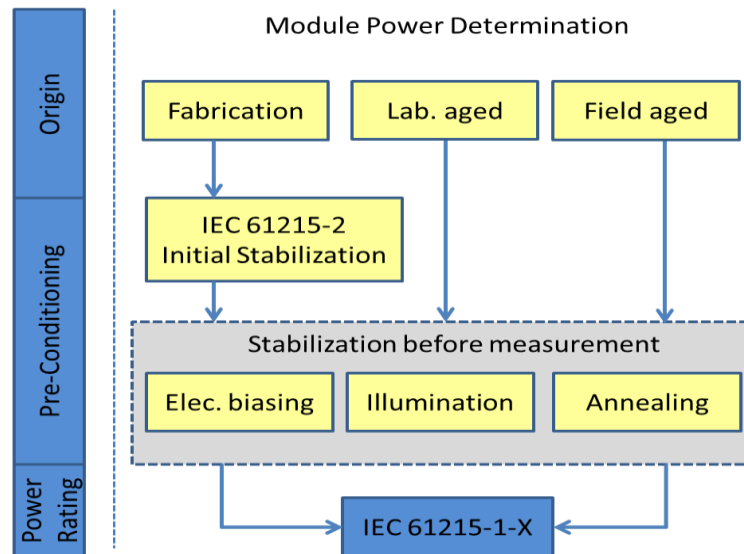 Module Power Determination
Origin
Fabrication
Lab. aged
Field aged
Pre-Conditioning
IEC 61215-2
Initial Stabilization
Stabilization before measurement
Elec. biasing
Illumination
Annealing
Power
Rating
IEC 61215-1-X